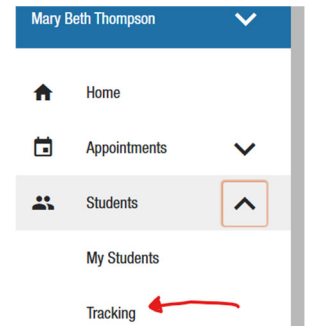 Mary Beth Thompson
Home
Appointments
Students
My Students
Tracking